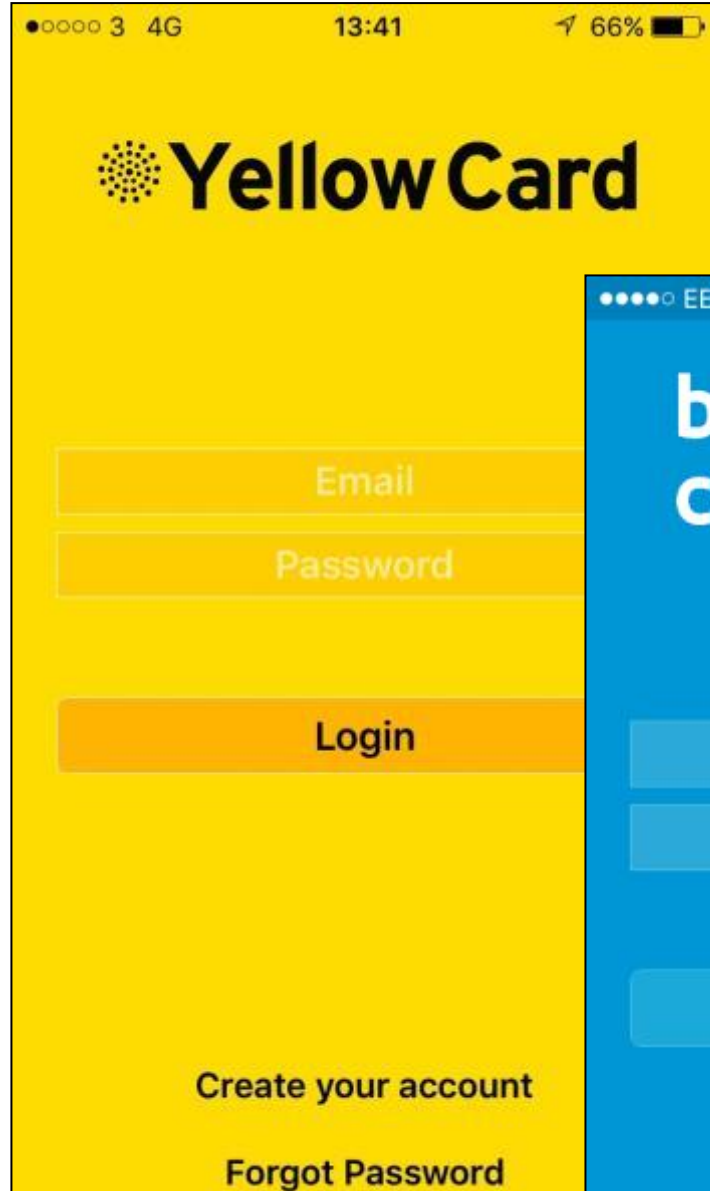 3 4G 13:41 66%
Yellow Card
Email
Password
Login
Create your account
Forgot Password
EE
b
c